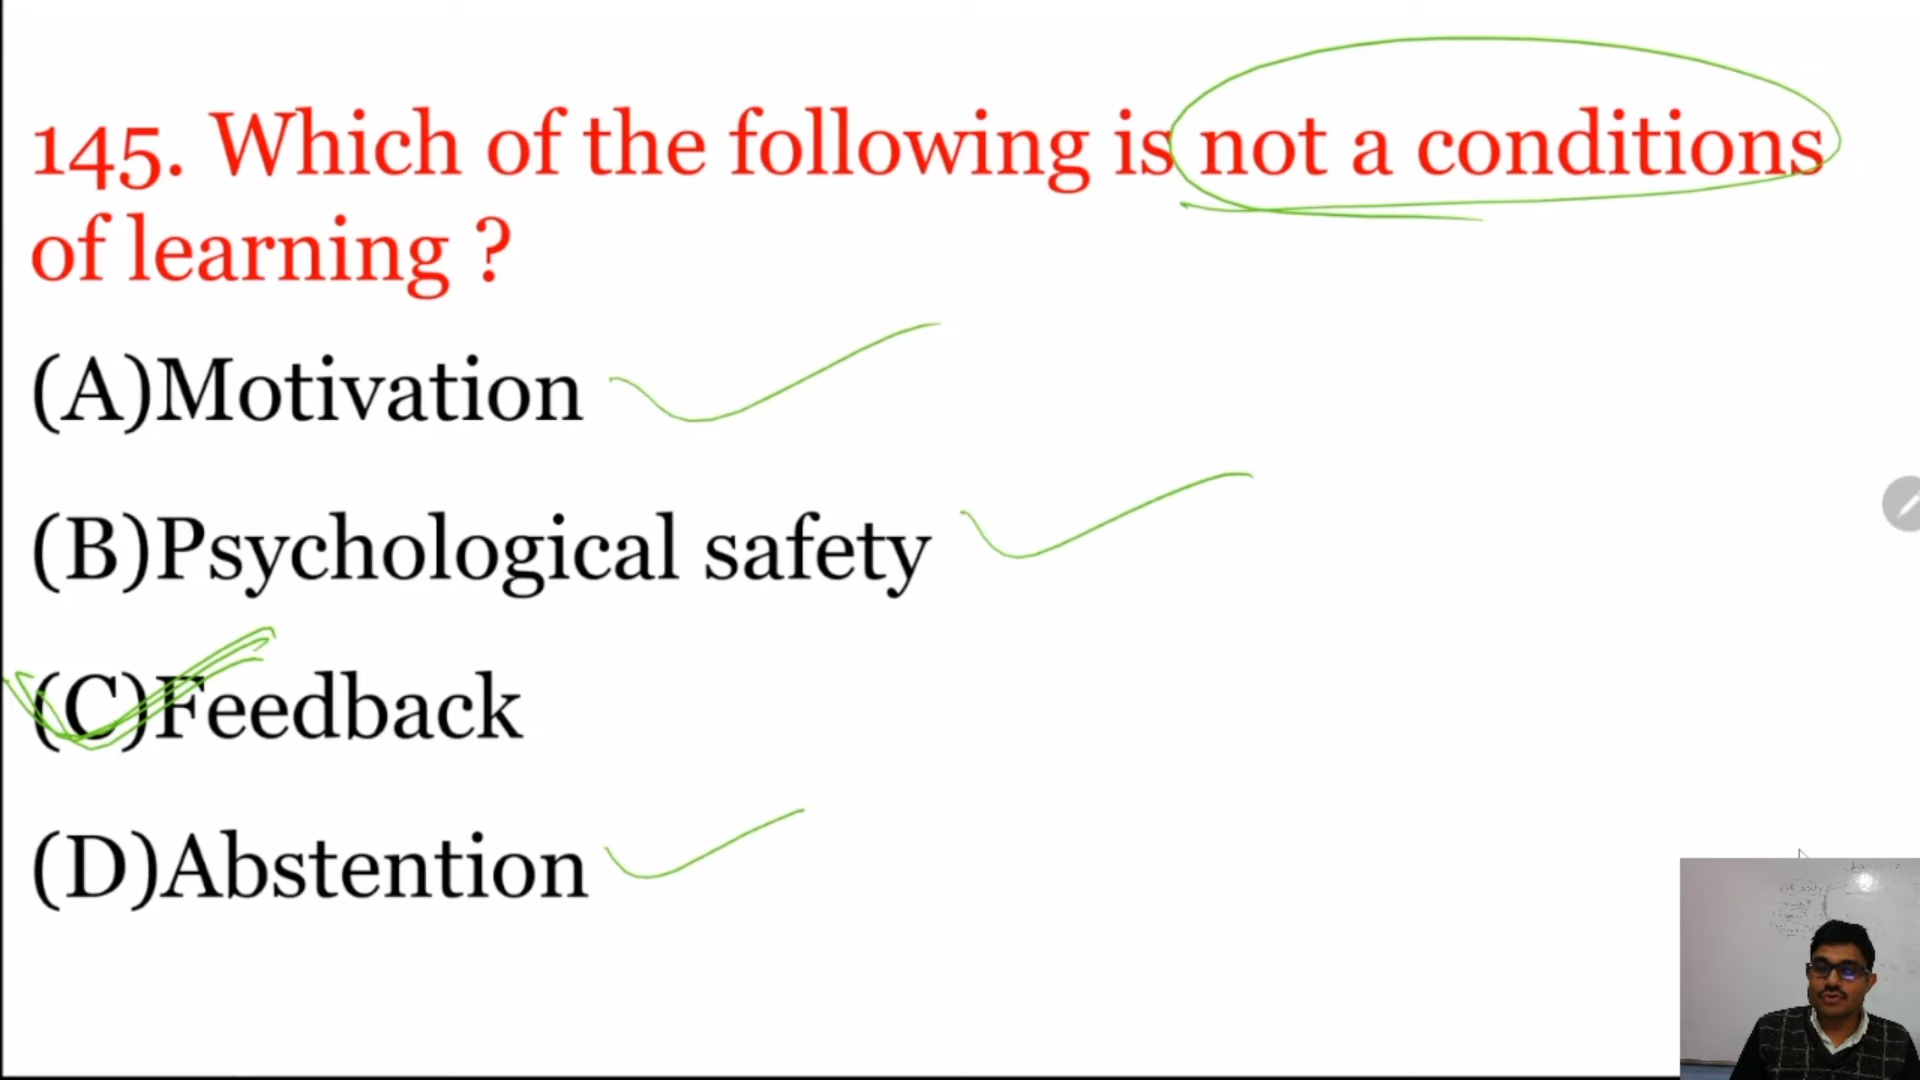 145. Which of the following is not a conditions
of learning ?
(A)Motivation
(B)Psychological safety
(C)Feedback
(D)Abstention